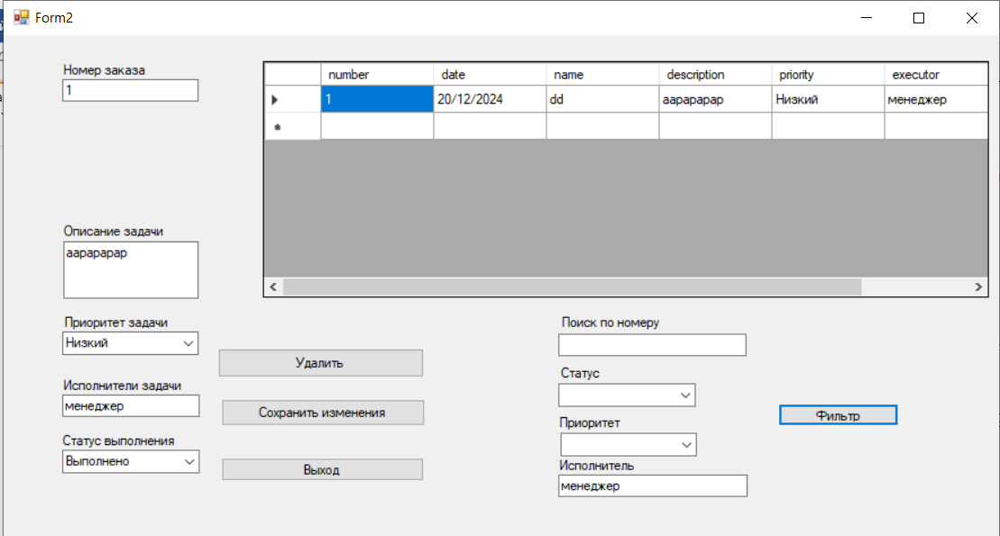 Form2
Номер заказа
1
number date name description priority executor
1 20/12/2024 dd аарарарар Низкий менеджер
Описание задачи
аарарарар
Приоритет задачи
Низкий
Исполнители задачи
менеджер
Статус выполнения
Выполнено
Удалить
Сохранить изменения
Выход
Поиск по номеру
Статус
Приоритет
Исполнитель
менеджер
Фильтр